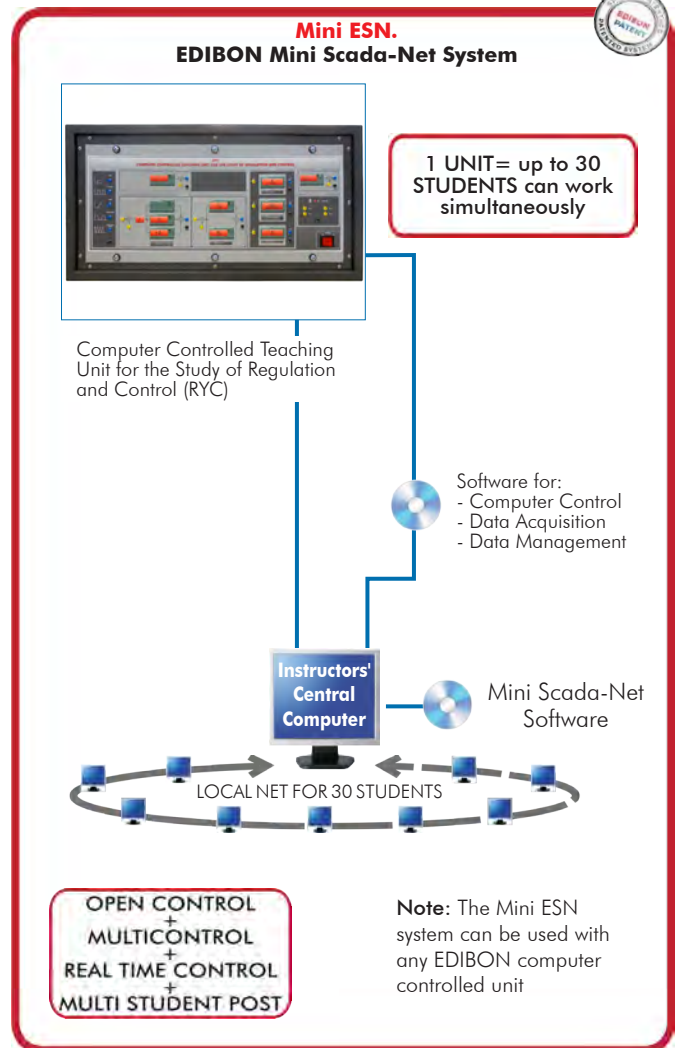 Mini ESN.
EDIBON Mini Scada-Net System
EDIBON
PATENT
PATENTED SYSTEM
1 UNIT= up to 30
STUDENTS can work
simultaneously
Computer Controlled Teaching
Unit for the Study of Regulation
and Control (RYC)
Software for:
- Computer Control
- Data Acquisition
- Data Management
Instructors'
Central
Computer
Mini Scada-Net
Software
LOCAL NET FOR 30 STUDENTS
OPEN CONTROL
+
MULTICONTROL
+
REAL TIME CONTROL
+
MULTI STUDENT POST
Note: The Mini ESN
system can be used with
any EDIBON computer
controlled unit